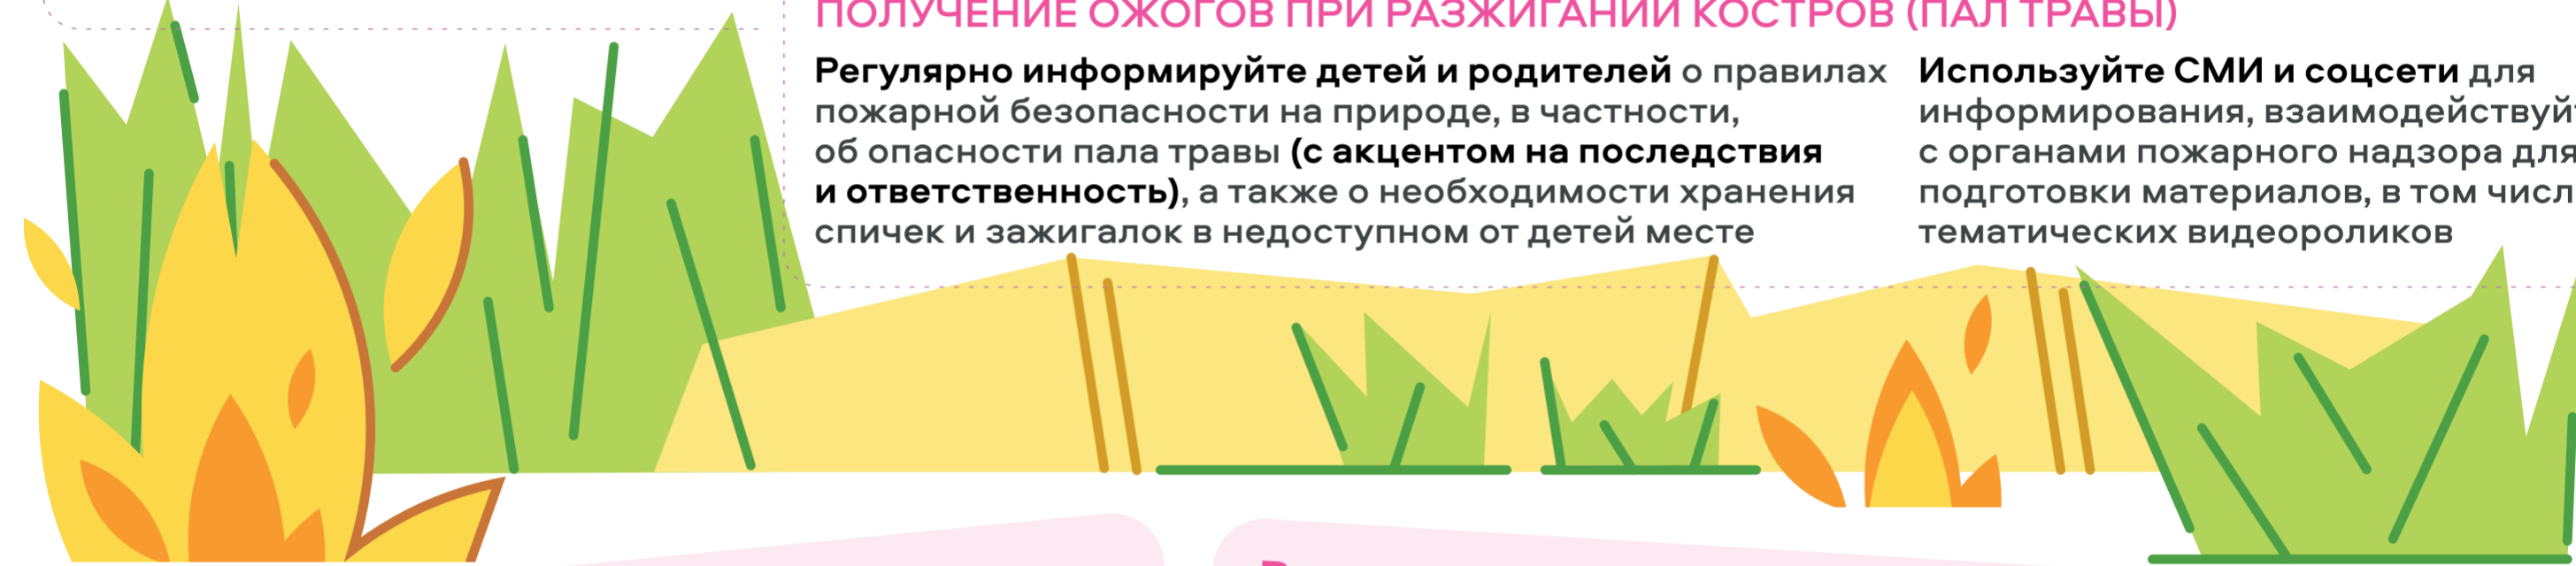 ПОЛУЧЕНИЕ ОЖОГОВ ПРИ РАЗЖИГАНИИ КОСТРОВ (ПАЛ ТРАВЫ)
Регулярно информируйте детей и родителей о правилах
пожарной безопасности на природе, в частности,
об опасности пала травы (с акцентом на последствия
и ответственность), а также о необходимости хранения
спичек и зажигалок в недоступном от детей месте
Используйте СМИ и соцсети для
информирования,
с органами пожарного надзора для
подготовки материалов, в том
тематических видеороликов